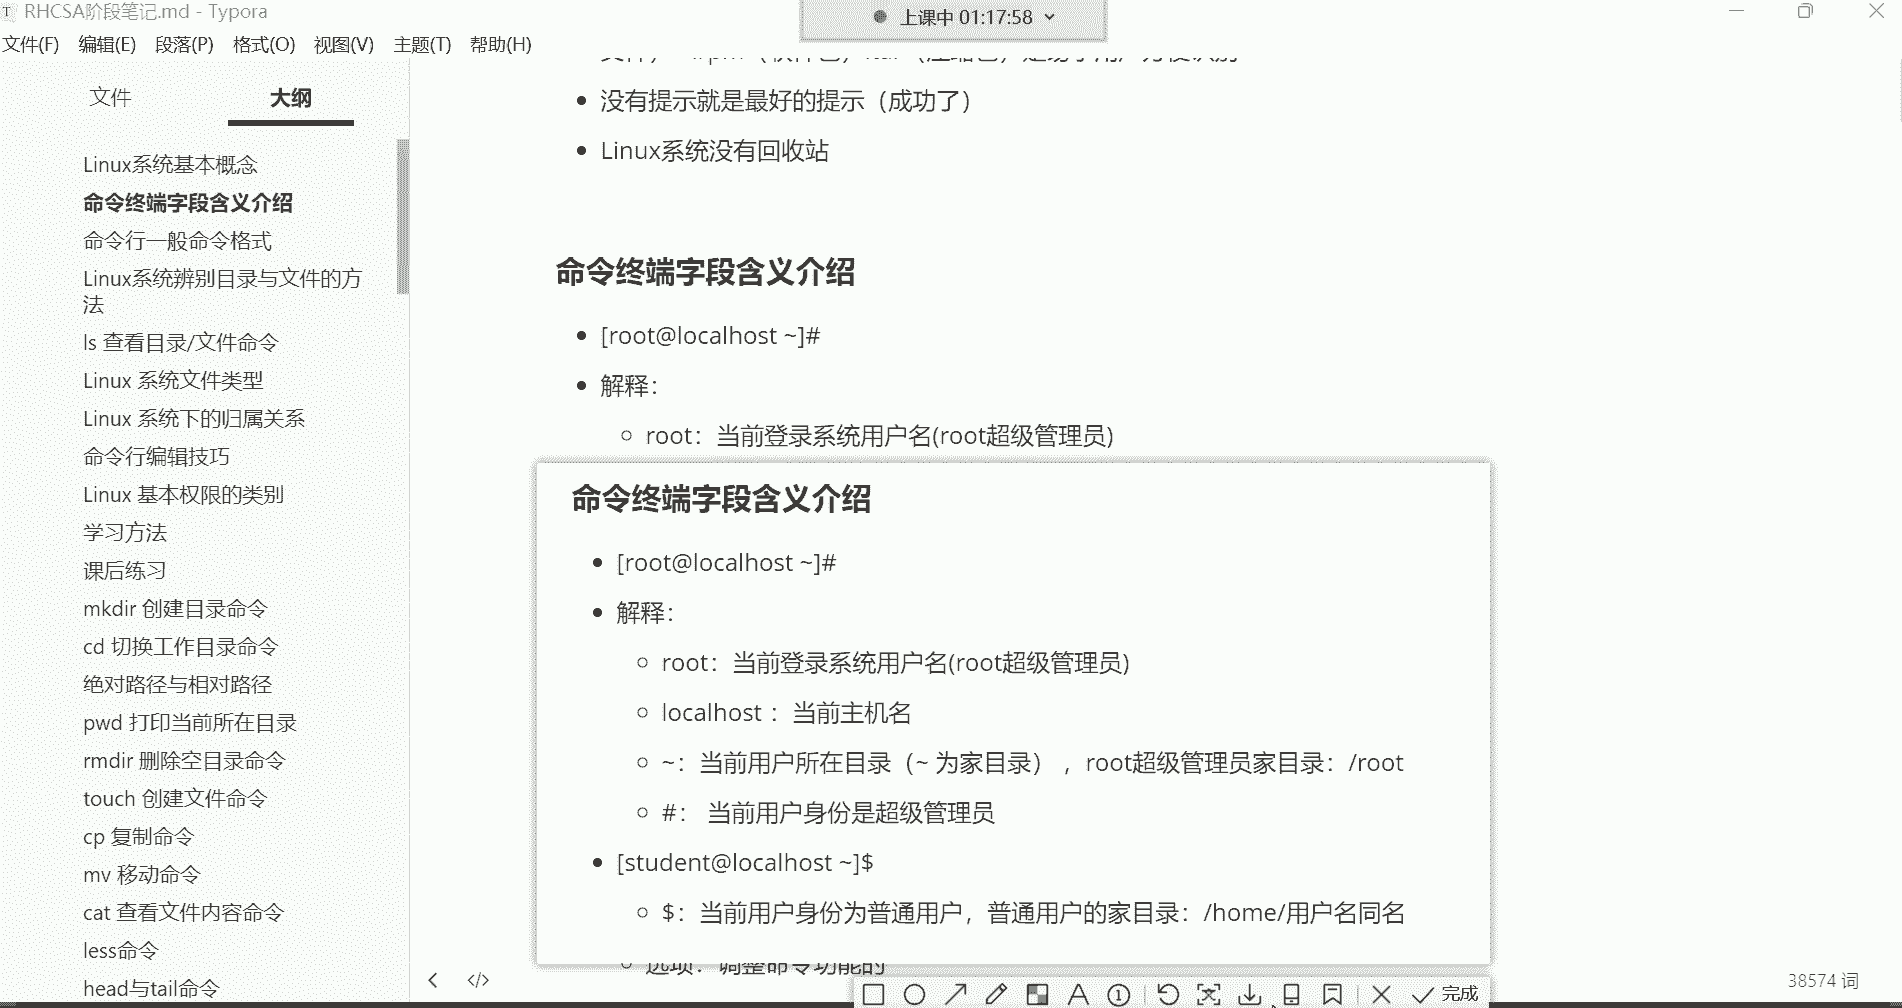 RHCSA阶段笔记.md - Typora
上课中 01:17:58
文件(F) 编辑(E) 段落(P) 格式(O) 视图(V) 主题(T) 帮助(H)
文件 大纲
Linux系统基本概念
命令终端字段含义介绍
命令行一般命令格式
Linux系统辨别目录与文件的方
法
ls 查看目录/文件命令
Linux 系统文件类型
Linux 系统下的归属关系
命令行编辑技巧
Linux 基本权限的类别
学习方法
课后练习
mkdir 创建目录命令
cd 切换工作目录命令
绝对路径与相对路径
pwd 打印当前所在目录
rmdir 删除空目录命令
touch 创建文件命令
cp 复制命令
mv 移动命令
cat 查看文件内容命令
less命令
head与tail命令
没有提示就是最好的提示（成功了）
Linux系统没有回收站
命令终端字段含义介绍
[root@localhost ~]#
解释：
root：当前登录系统用户名(root超级管理员)
命令终端字段含义介绍
[root@localhost ~]#
解释：
root：当前登录系统用户名(root超级管理员)
localhost ：当前主机名
~：当前用户所在目录（~ 为家目录），root超级管理员家目录：/root
#： 当前用户身份是超级管理员
[student@localhost ~]$
$：当前用户身份为普通用户，普通用户的家目录：/home/用户名同名
选项：调整命令功能的
完成
38574 词